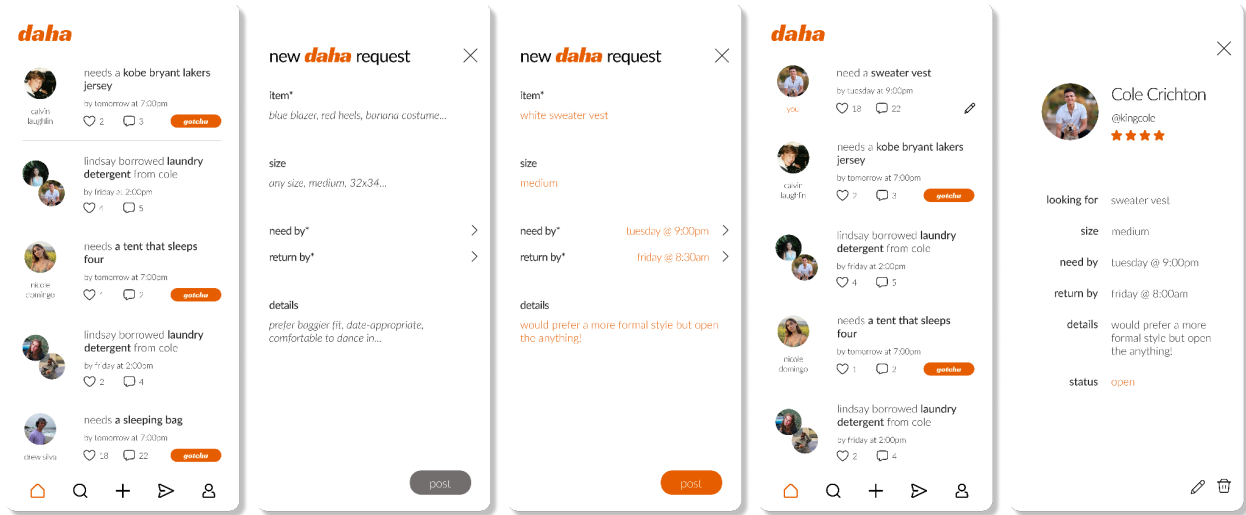 daha
needs a kobe bryant lakers
jersey
by tomorrow at 7:00pm
calvin
laughlin
2
3
gotcha
lindsay borrowed laundry
detergent from cole
by friday at 2:00pm
4
5
needs a tent that sleeps
four
by tomorrow at 7:00pm
nicole
domingo
1
2
gotcha
lindsay borrowed laundry
detergent from cole
by friday at 2:00pm
2
4
needs a sleeping bag
by tomorrow at 7:00pm
drew silva
18
22
gotcha
new daha request
item*
blue blazer, red heels, banana costume...
size
any size, medium, 32x34...
need by*
return by*
details
prefer baggier fit, date-appropriate,
comfortable to dance in...
post
new daha request
item*
white sweater vest
size
medium
need by* tuesday @ 9:00pm
return by* friday @ 8:30am
details
would prefer a more formal style but open
the anything!
post
daha
need a sweater vest
by tuesday at 9:00pm
you
18
22
needs a kobe bryant lakers
jersey
by tomorrow at 7:00pm
calvin
laughlin
2
3
gotcha
lindsay borrowed laundry
detergent from cole
by friday at 2:00pm
4
5
needs a tent that sleeps
four
by tomorrow at 7:00pm
nicole
domingo
1
2
gotcha
lindsay borrowed laundry
detergent from cole
by friday at 2:00pm
2
4
Cole Crichton
@kingcole
looking for sweater vest
size medium
need by tuesday @ 9:00pm
return by friday @ 8:00am
details would prefer a more
formal style but open
the anything!
status open